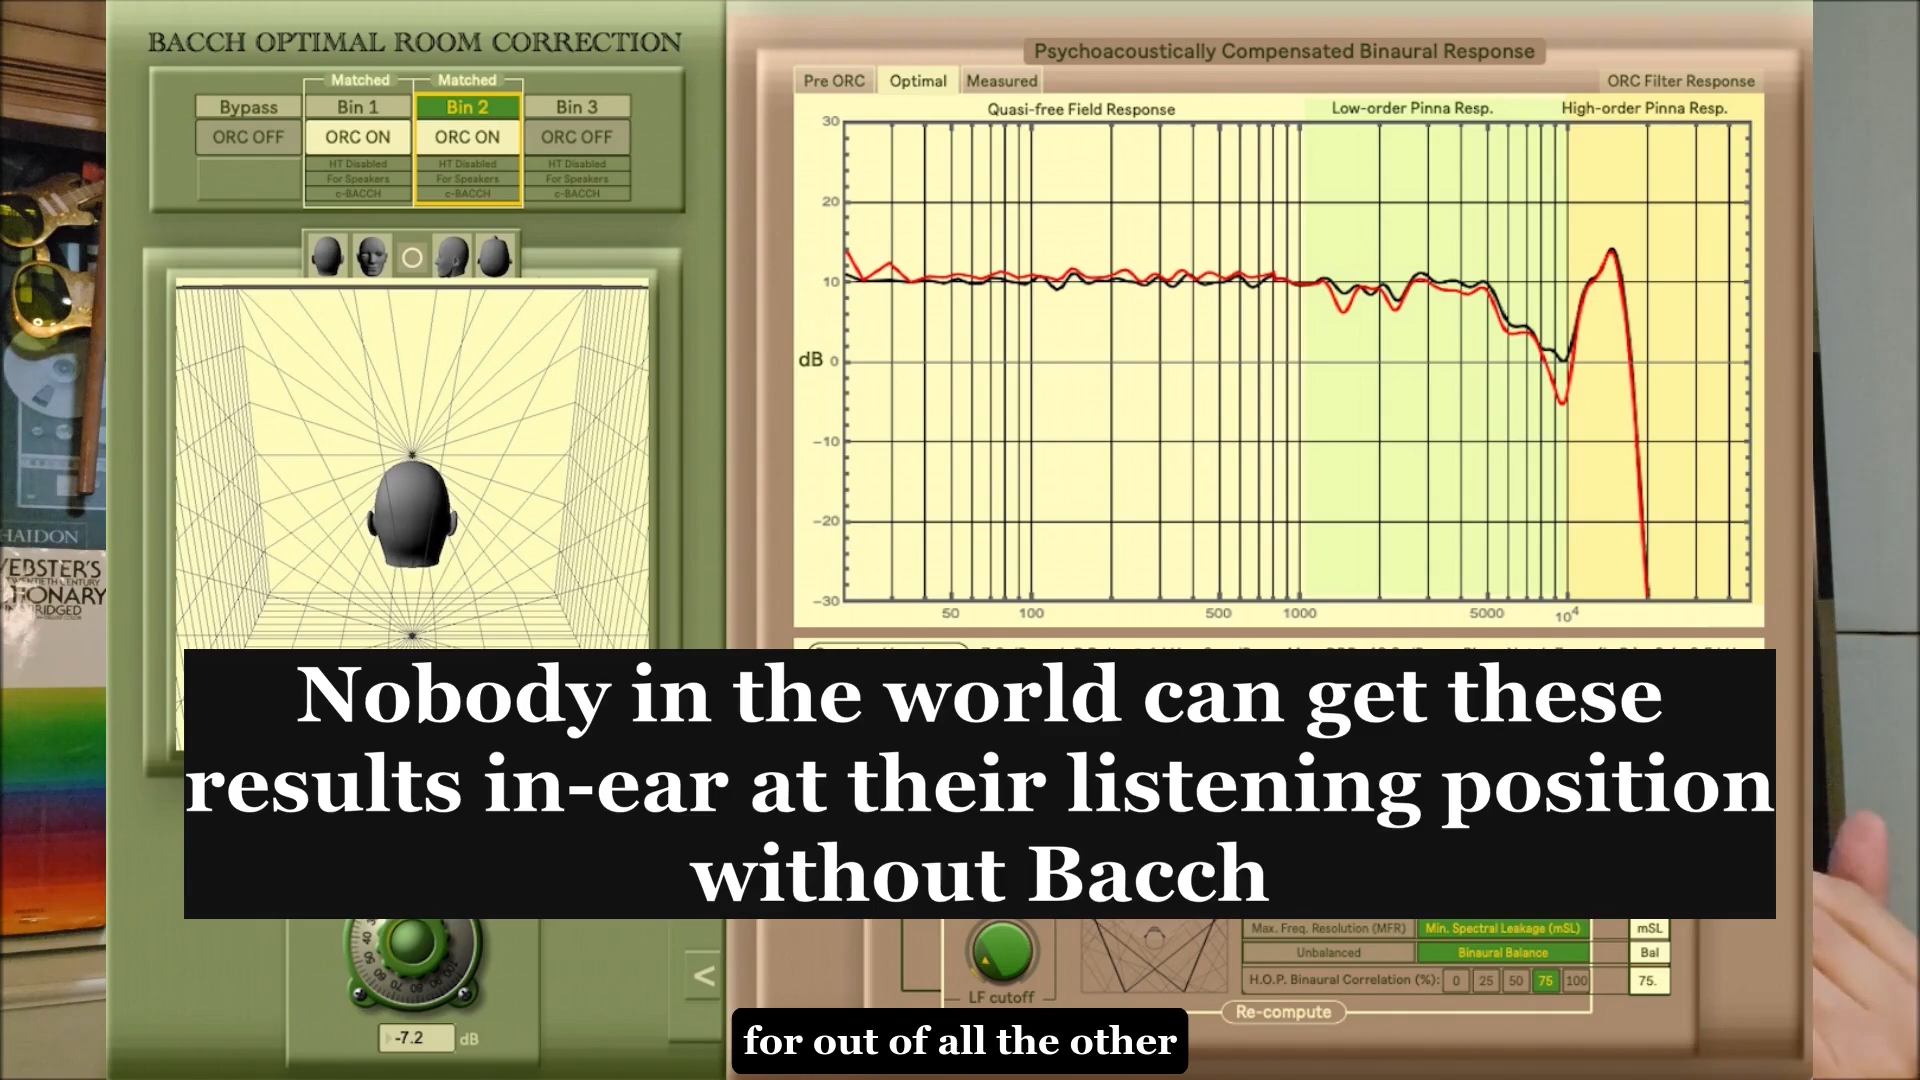 BACCH OPTIMAL ROOM CORRECTION
Matched Matched
Bypass Bin 1 Bin 2 Bin 3
ORC OFF ORC ON ORC ON ORC OFF
HT Disabled HT Disabled HT Disabled
For Speakers For Speakers For Speakers
c-BACCH c-BACCH c-BACCH
Psychoacoustically Compensated Binaural Response
Pre ORC Optimal Measured ORC Filter Response
Quasi-free Field Response Low-order Pinna Resp. High-order Pinna Resp.
30
20
10
dB 0
-10
-20
-30
50 100 500 1000 5000 10^4
HAIDON
WEBSTER'S
Nobody in the world can get these
results in-ear at their listening position
without Bacch
Max. Freq. Resolution (MFR) Min. Spectral Leakage (mSL) mSL
Unbalanced Binaural Balance Bal
H.O.P. Binaural Correlation (%): 0 25 50 75 100 75.
LF cutoff
Re-compute
<
-7.2 dB
for out of all the other